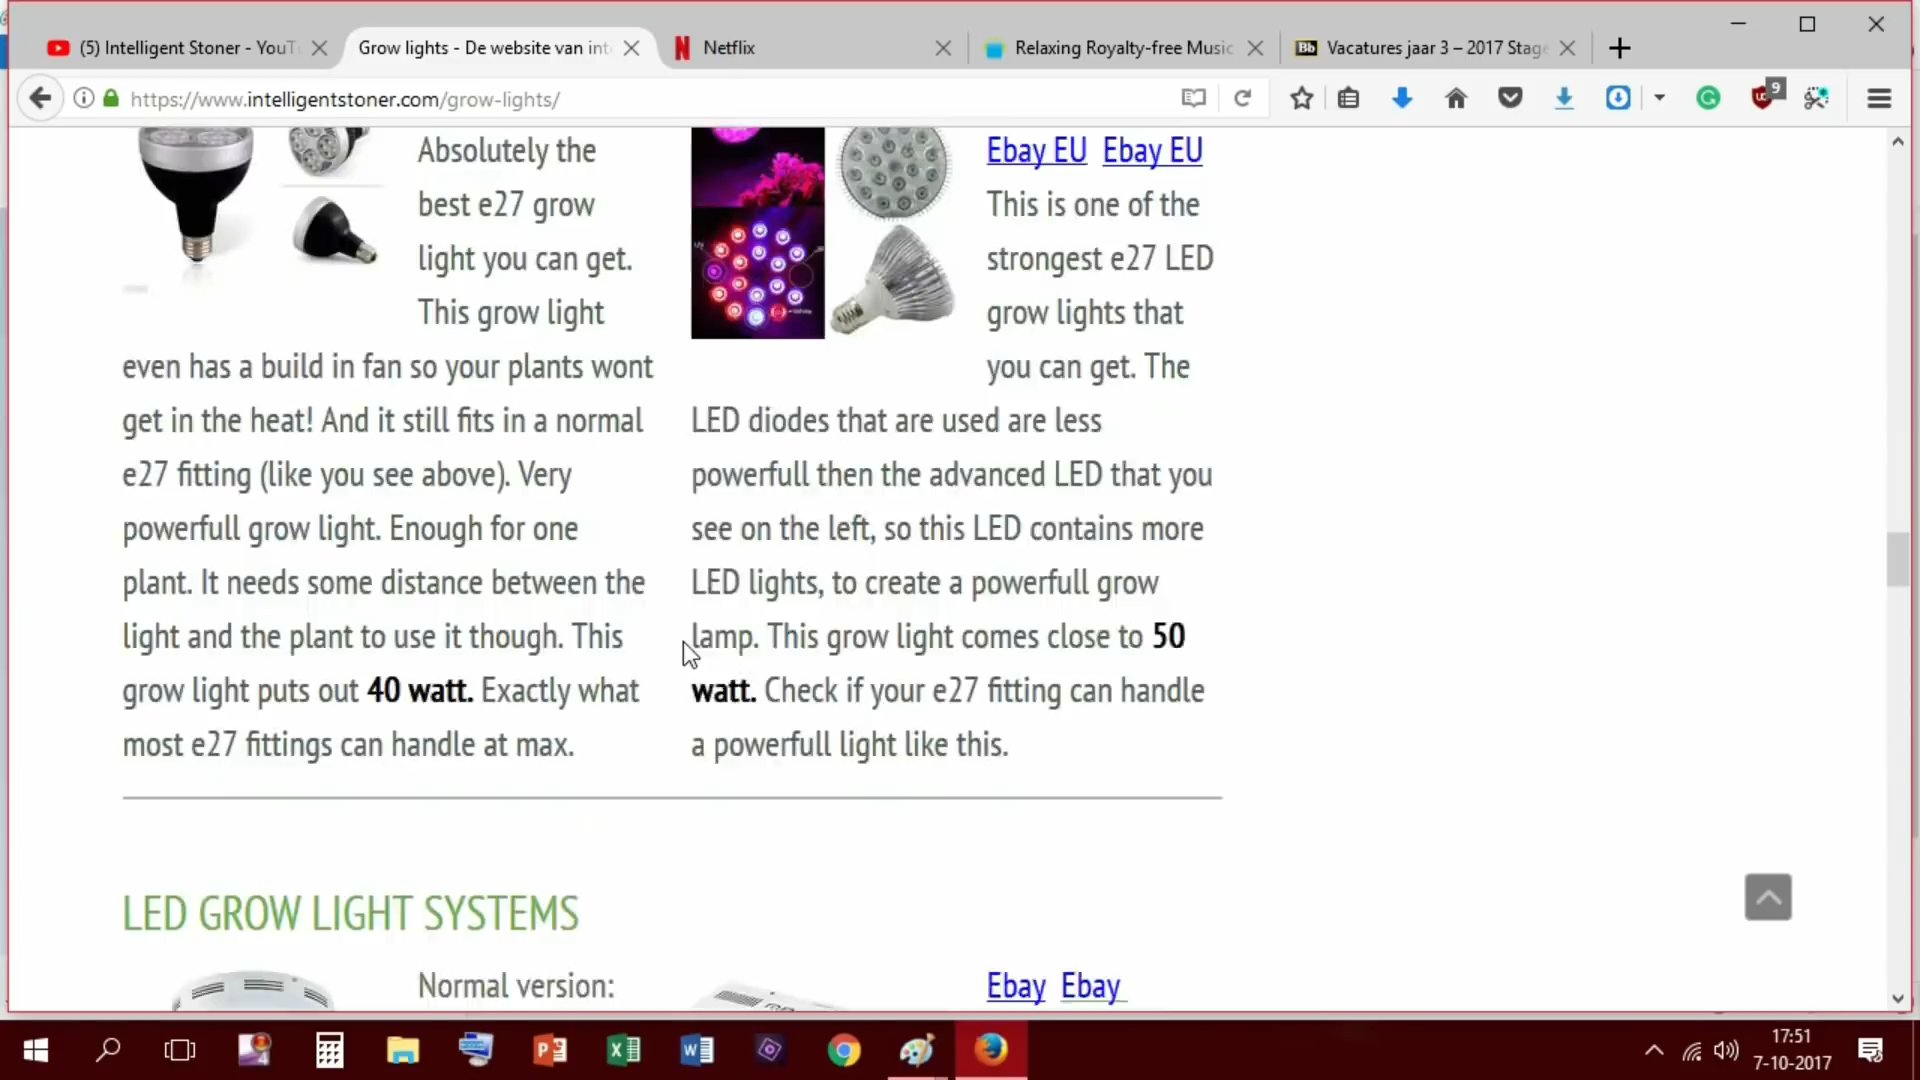 (5) Intelligent Stoner - YouT
Grow lights - De website van int
Netflix
Relaxing Royalty-free Music
Bb Vacatures jaar 3 – 2017 Stage
https://www.intelligentstoner.com/grow-lights/
9
Absolutely the
best e27 grow
light you can get.
This grow light
even has a build in fan so your plants wont
get in the heat! And it still fits in a normal
e27 fitting (like you see above). Very
powerfull grow light. Enough for one
plant. It needs some distance between the
light and the plant to use it though. This
grow light puts out 40 watt. Exactly what
most e27 fittings can handle at max.
Ebay EU Ebay EU
This is one of the
strongest e27 LED
grow lights that
you can get. The
LED diodes that are used are less
powerfull then the advanced LED that you
see on the left, so this LED contains more
LED lights, to create a powerfull grow
lamp. This grow light comes close to 50
watt. Check if your e27 fitting can handle
a powerfull light like this.
LED GROW LIGHT SYSTEMS
Normal version:
Ebay Ebay
17:51
7-10-2017